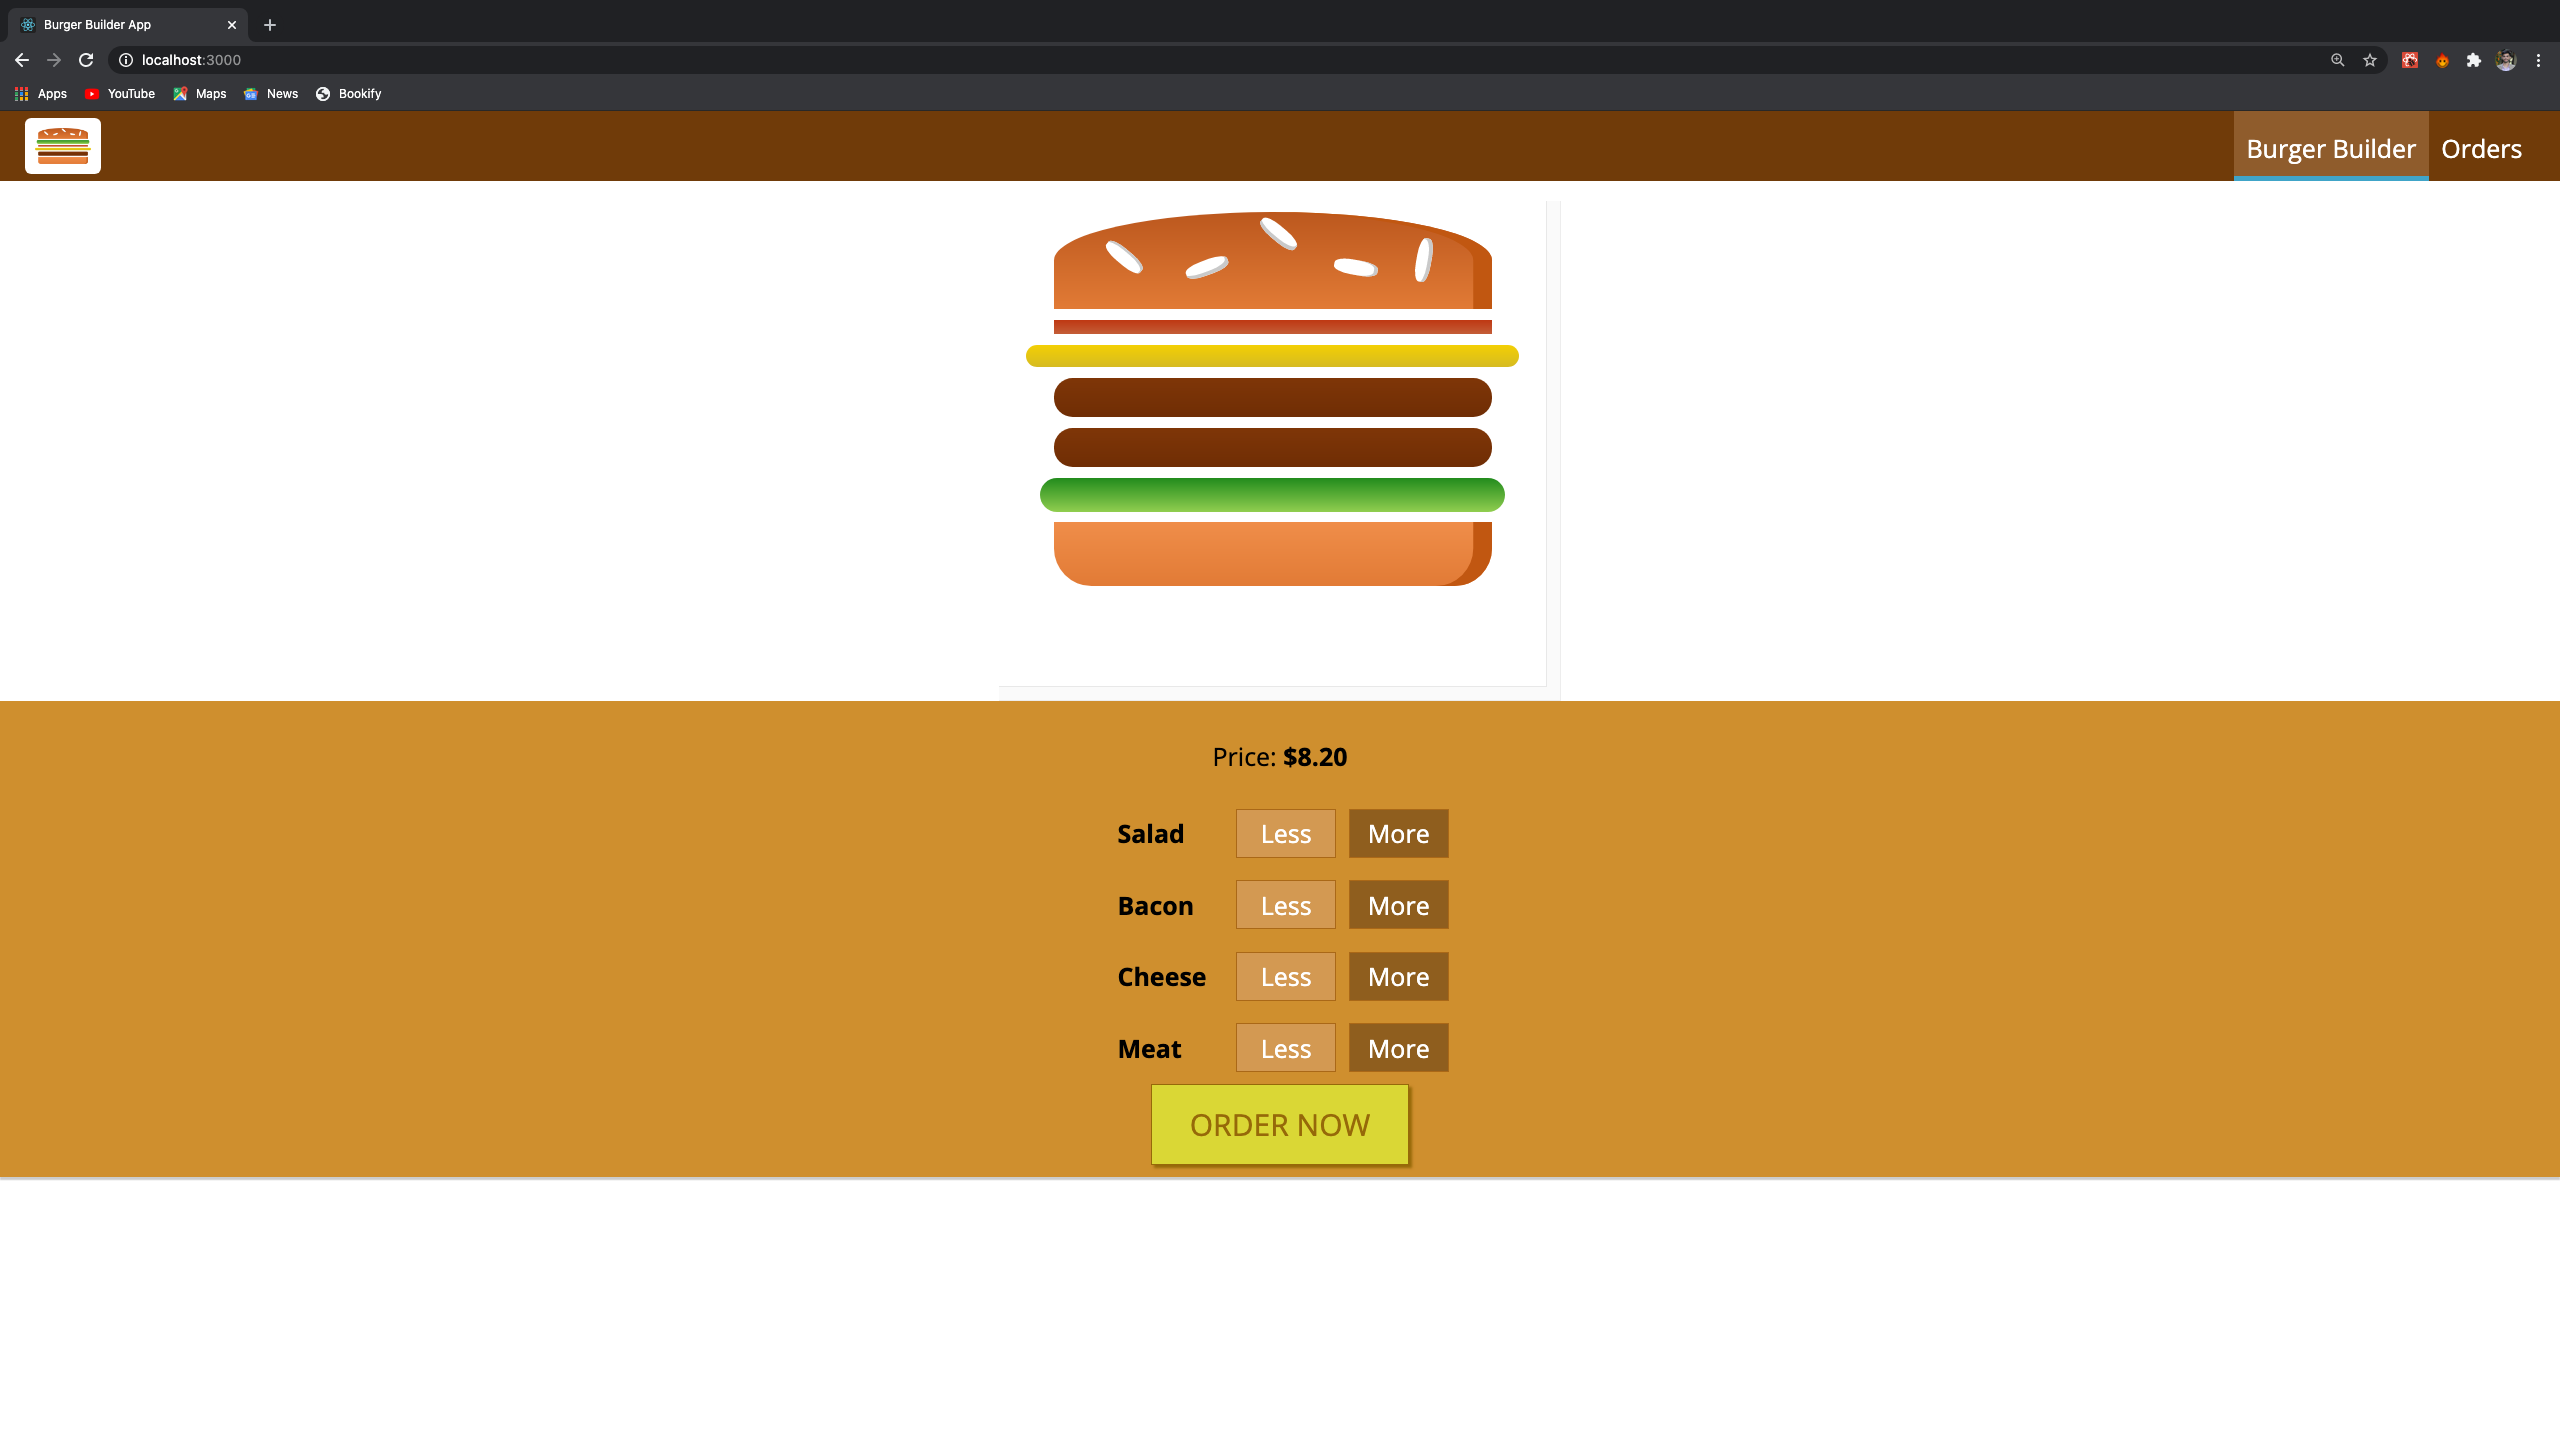 Burger Builder App
localhost:3000
Apps YouTube Maps News Bookify
Burger Builder Orders
Price: $8.20
Salad Less More
Bacon Less More
Cheese Less More
Meat Less More
ORDER NOW